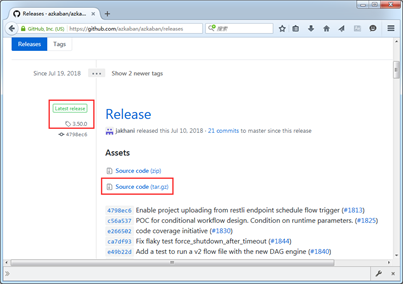 Releases · azkaban/azka...
GitHub, Inc. (US)
https://github.com/azkaban/azkaban/releases
搜索
Releases
Tags
Since Jul 19, 2018
...
Show 2 newer tags
Latest release
3.50.0
4798ec6
Release
jakhani released this Jul 10, 2018 · 21 commits to master since this release
Assets
Source code (zip)
Source code (tar.gz)
4798ec6 Enable project uploading from restli endpoint schedule flow trigger (#1813)
c56a537 POC for conditional workflow design. Condition on runtime parameters. (#1825)
e266502 code coverage initiative (#1830)
ca7df93 Fix flaky test force_shutdown_after_timeout (#1844)
e49b22d Add a test to run a v2 flow file with the new DAG engine (#1840)